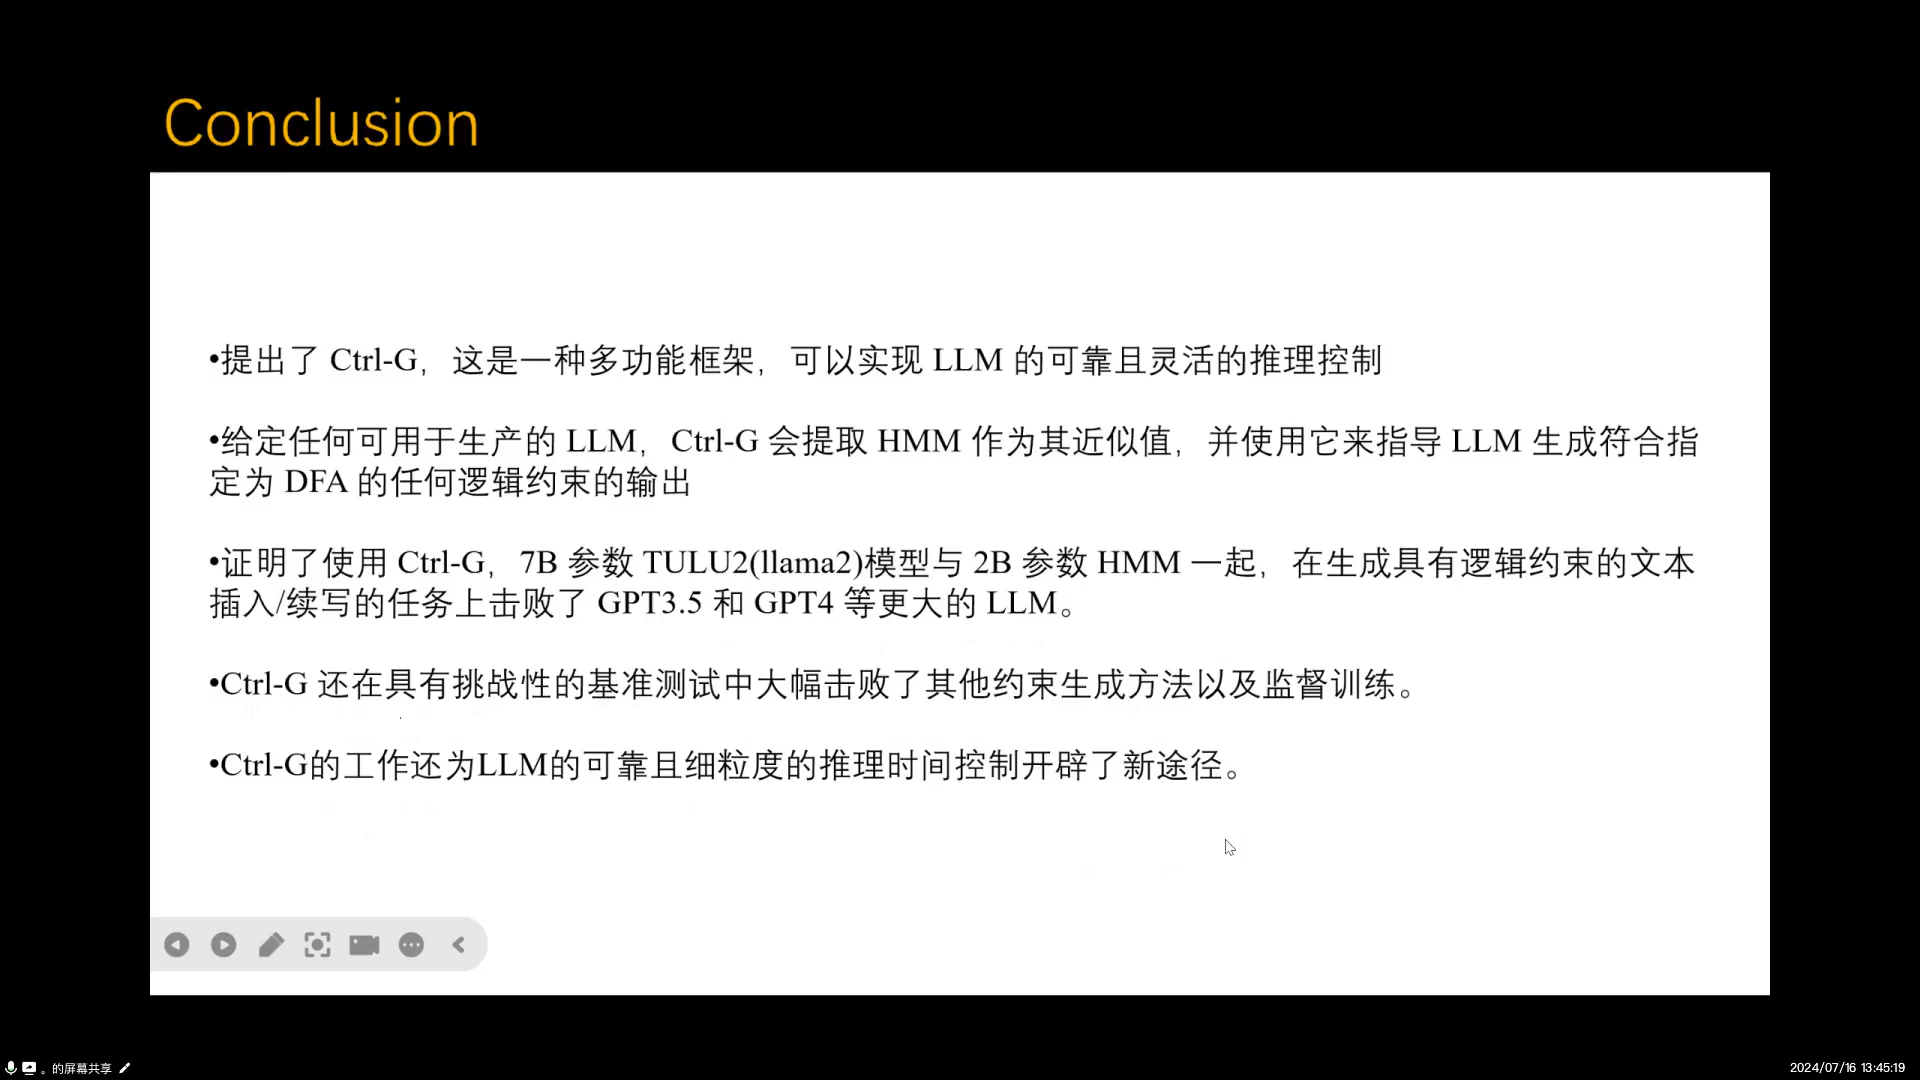 Conclusion
•提出了 Ctrl-G，这是一种多功能框架，可以实现 LLM 的可靠且灵活的推理控制
•给定任何可用于生产的 LLM，Ctrl-G 会提取 HMM 作为其近似值，并使用它来指导 LLM 生成符合指
定为 DFA 的任何逻辑约束的输出
•证明了使用 Ctrl-G，7B 参数 TULU2(llama2)模型与 2B 参数 HMM 一起，在生成具有逻辑约束的文本
插入/续写的任务上击败了 GPT3.5 和 GPT4 等更大的 LLM。
•Ctrl-G 还在具有挑战性的基准测试中大幅击败了其他约束生成方法以及监督训练。
•Ctrl-G的工作还为LLM的可靠且细粒度的推理时间控制开辟了新途径。
。的屏幕共享
2024/07/16 13:45:19